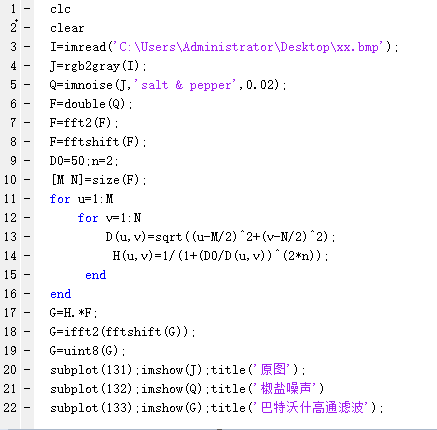 1 - clc
2 - clear
3 - I=imread('C:\Users\Administrator\Desktop\xx.bmp');
4 - J=rgb2gray(I);
5 - Q=imnoise(J,'salt & pepper',0.02);
6 - F=double(Q);
7 - F=fft2(F);
8 - F=fftshift(F);
9 - D0=50;n=2;
10 - [M N]=size(F);
11 - for u=1:M
12 - for v=1:N
13 - D(u,v)=sqrt((u-M/2)^2+(v-N/2)^2);
14 - H(u,v)=1/(1+(D0/D(u,v))^(2*n));
15 - end
16 - end
17 - G=H.*F;
18 - G=ifft2(fftshift(G));
19 - G=uint8(G);
20 - subplot(131);imshow(J);title('原图');
21 - subplot(132);imshow(Q);title('椒盐噪声')
22 - subplot(133);imshow(G);title('巴特沃什高通滤波');